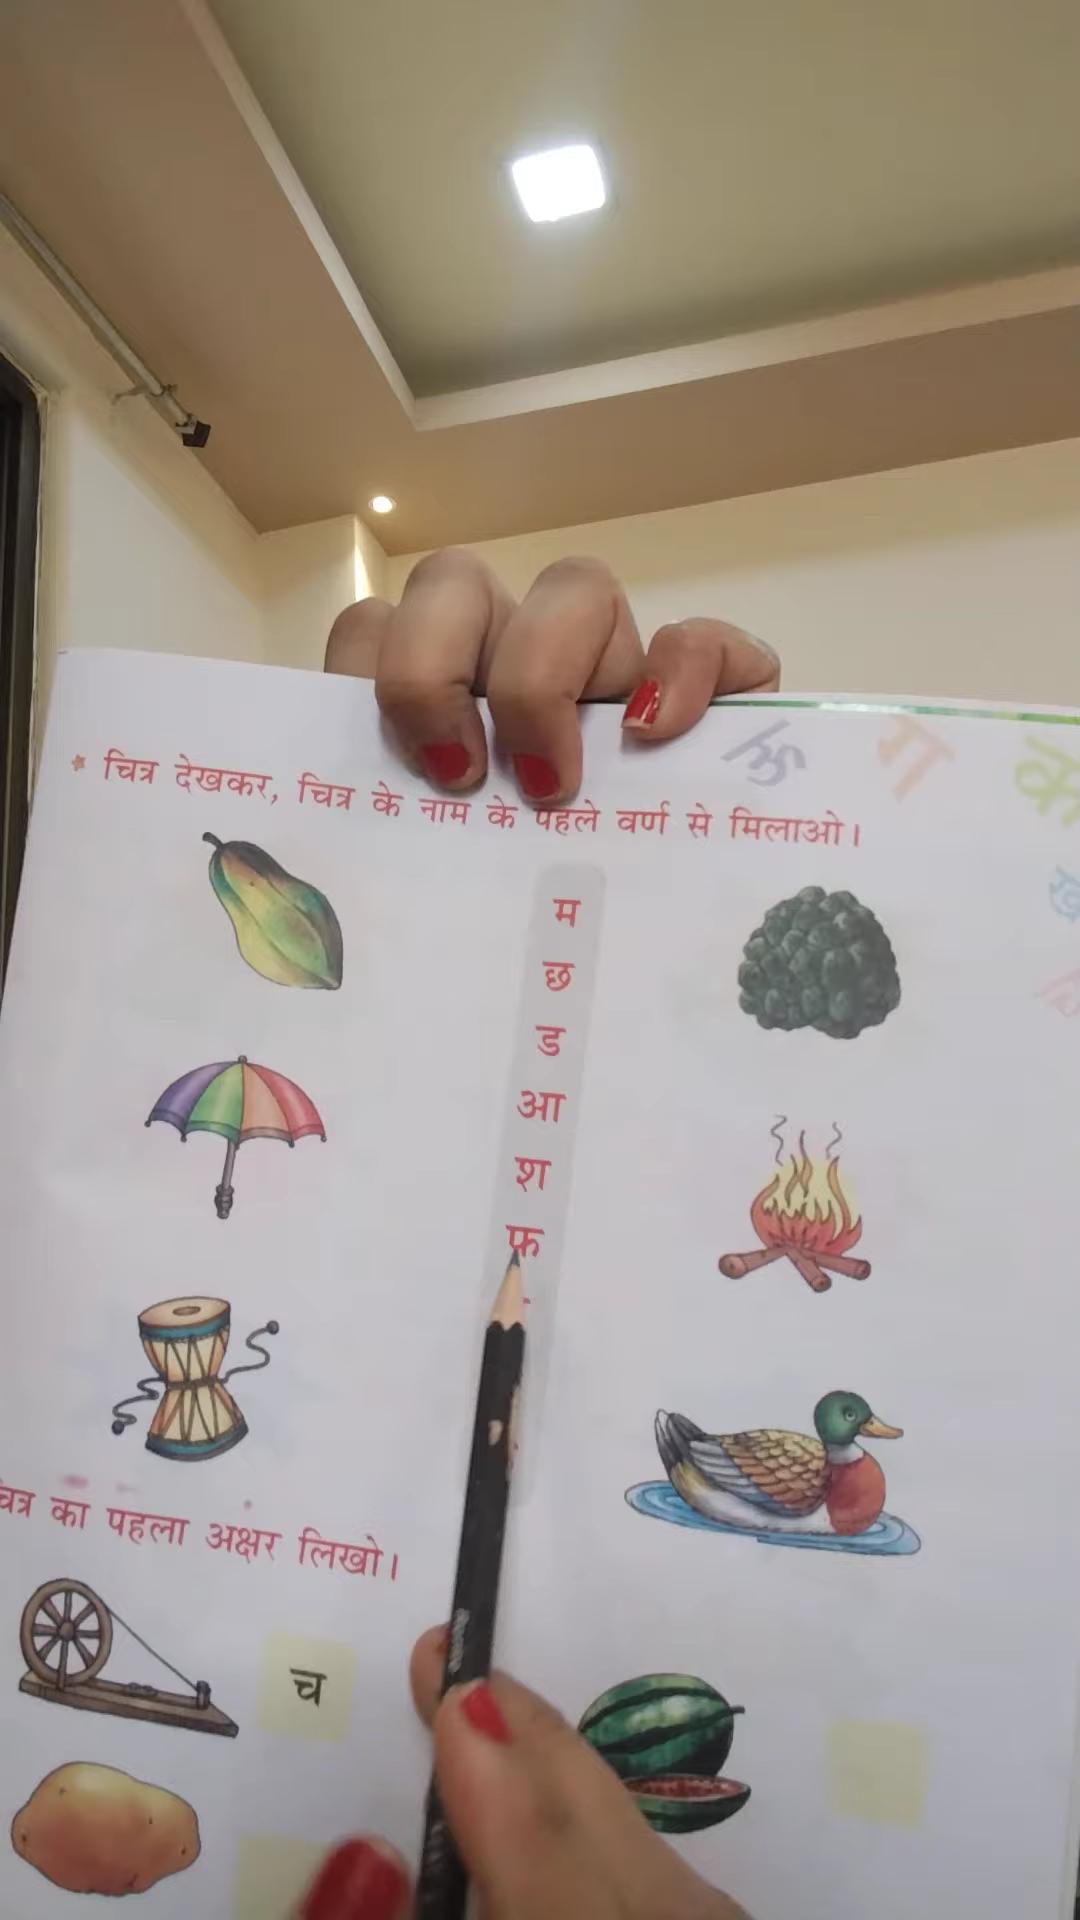 चित्र देखकर, चित्र के नाम के पहले वर्ण से मिलाओ।
म
छ
ड
आ
श
फ
चित्र का पहला अक्षर लिखो।
च
ग
क
ख